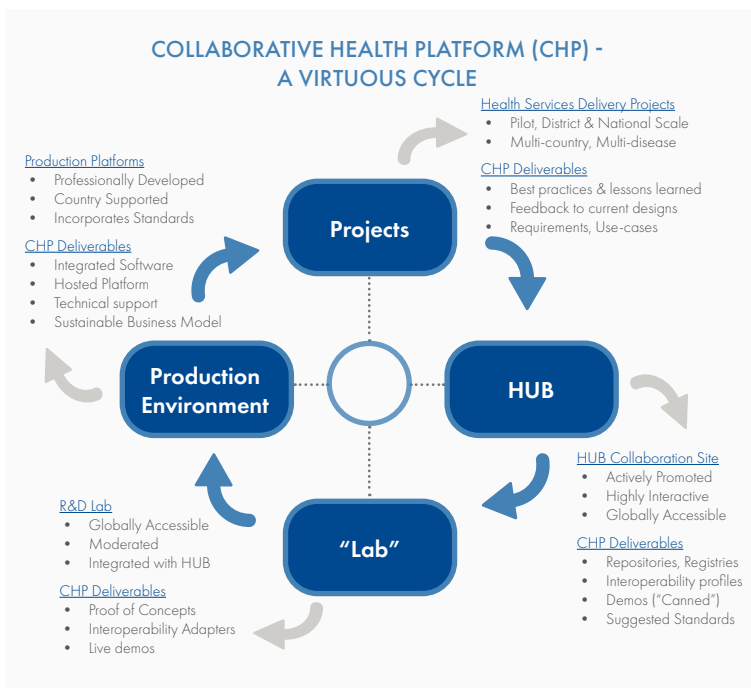 COLLABORATIVE HEALTH PLATFORM (CHP) -
A VIRTUOUS CYCLE
Health Services Delivery Projects
• Pilot, District & National Scale
• Multi-country, Multi-disease
CHP Deliverables
• Best practices & lessons learned
• Feedback to current designs
• Requirements, Use-cases
Production Platforms
• Professionally Developed
• Country Supported
• Incorporates Standards
CHP Deliverables
• Integrated Software
• Hosted Platform
• Technical support
• Sustainable Business Model
Projects
Production
Environment
HUB
"Lab"
HUB Collaboration Site
• Actively Promoted
• Highly Interactive
• Globally Accessible
CHP Deliverables
• Repositories, Registries
• Interoperability profiles
• Demos ("Canned")
• Suggested Standards
R&D Lab
• Globally Accessible
• Moderated
• Integrated with HUB
CHP Deliverables
• Proof of Concepts
• Interoperability Adapters
• Live demos